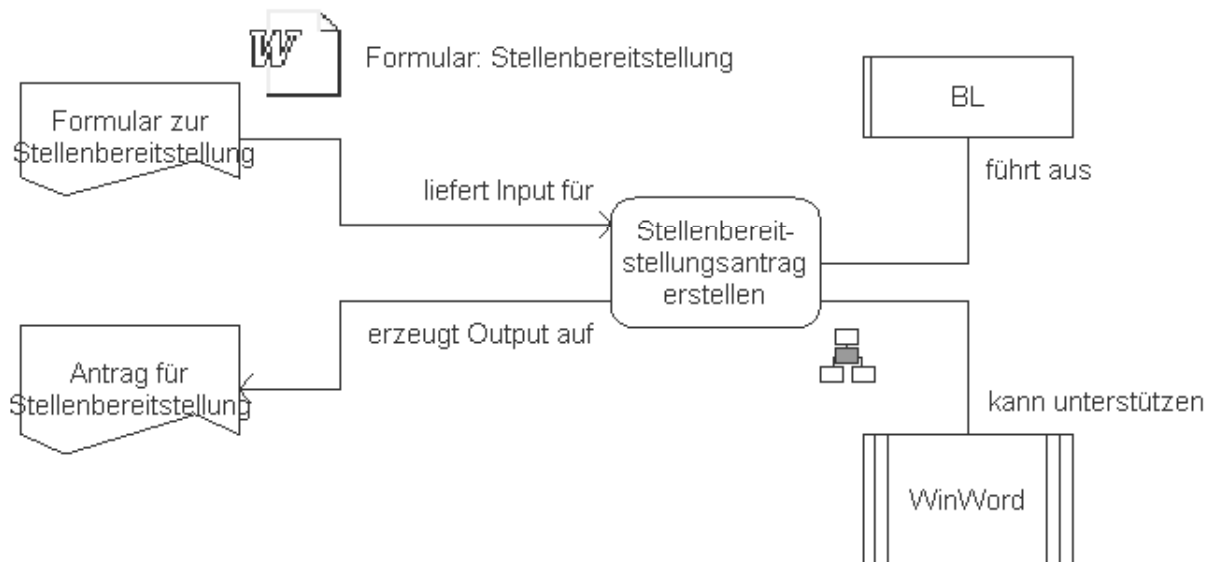 W
Formular: Stellenbereitstellung
Formular zur
Stellenbereitstellung
BL
führt aus
liefert Input für
Stellenbereit-
stellungsantrag
erstellen
erzeugt Output auf
Antrag für
Stellenbereitstellung
kann unterstützen
WinWord